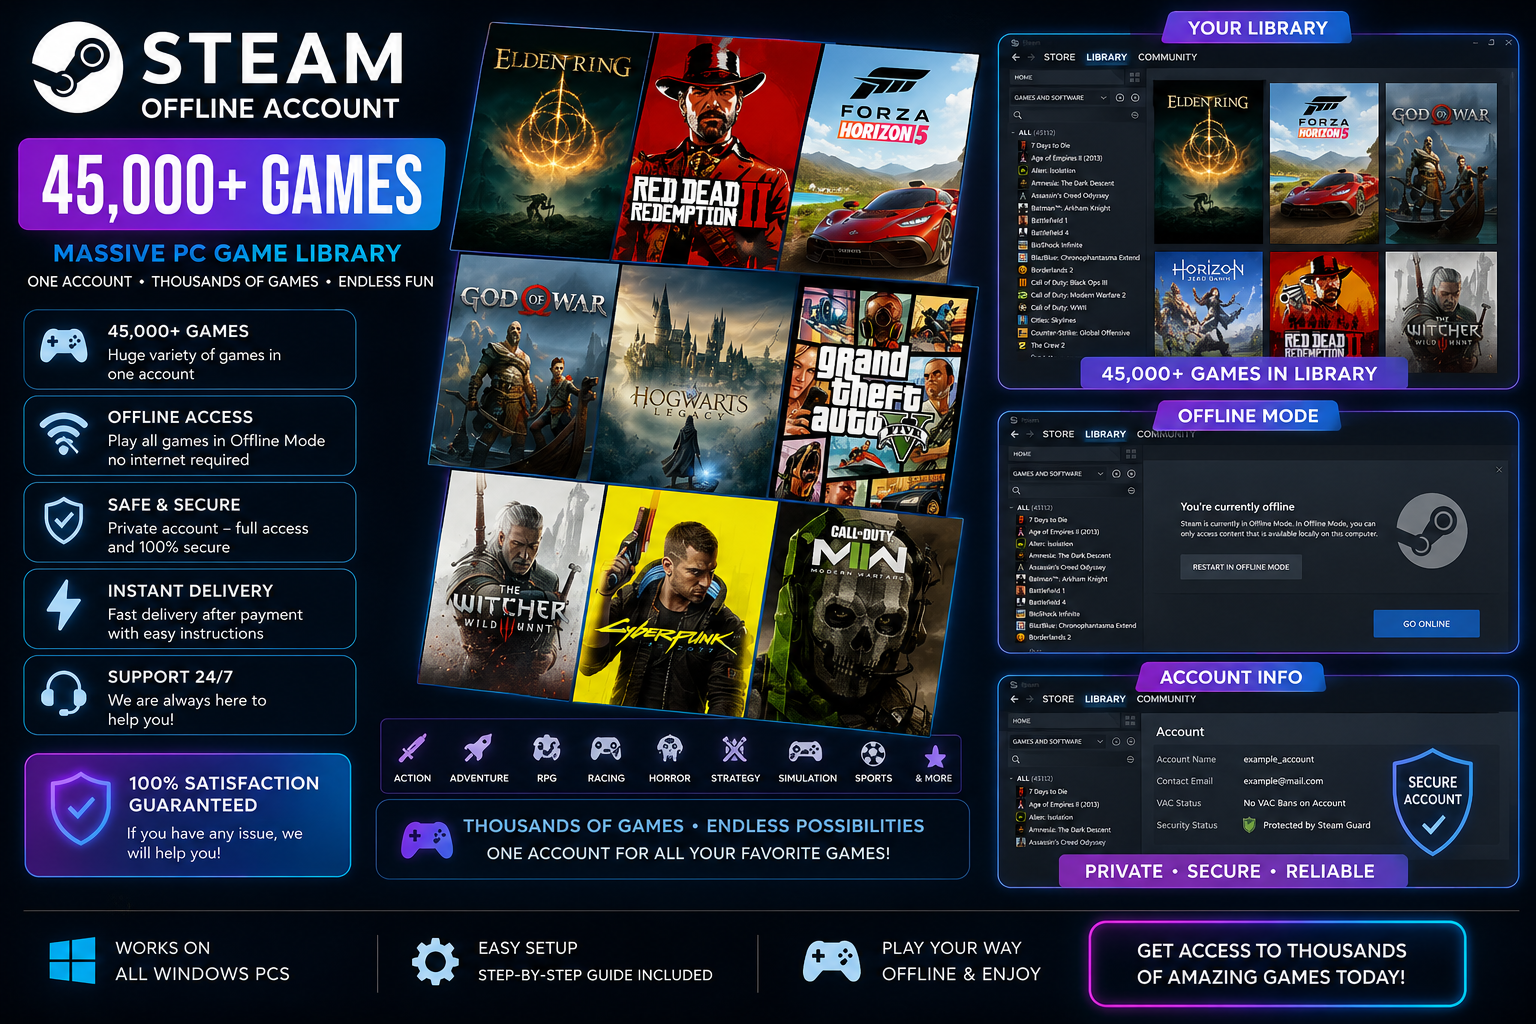 STEAM
OFFLINE ACCOUNT
45,000+ GAMES
MASSIVE PC GAME LIBRARY
ONE ACCOUNT • THOUSANDS OF GAMES • ENDLESS FUN
45,000+ GAMES
Huge variety of games in
one account
OFFLINE ACCESS
Play all games in Offline Mode
no internet required
SAFE & SECURE
Private account – full access
and 100% secure
INSTANT DELIVERY
Fast delivery after payment
with easy instructions
SUPPORT 24/7
We are always here to
help you!
100% SATISFACTION
GUARANTEED
If you have any issue, we
will help you!
ELDEN RING
RED DEAD
REDEMPTION II
FORZA
HORIZON 5
GOD OF WAR
HOGWARTS
LEGACY
grand
theft
auto V
FIVE
THE
WITCHER
WILD HUNT
CYBERPUNK
2077
CALL OF DUTY
MW II
MODERN WARFARE
ACTION
ADVENTURE
RPG
RACING
HORROR
STRATEGY
SIMULATION
SPORTS
& MORE
THOUSANDS OF GAMES • ENDLESS POSSIBILITIES
ONE ACCOUNT FOR ALL YOUR FAVORITE GAMES!
YOUR LIBRARY
Steam
STORE LIBRARY COMMUNITY
HOME
GAMES AND SOFTWARE
ALL (45112)
7 Days to Die
Age of Empires II (2013)
Alien: Isolation
Amnesia: The Dark Descent
Assassin's Creed Odyssey
Batman™: Arkham Knight
Battlefield 1
Battlefield 4
BioShock Infinite
BlazBlue: Chronophantasma Extend
Borderlands 2
Call of Duty: Black Ops III
Call of Duty: Modern Warfare 2
Call of Duty: WWII
Cities: Skylines
Counter-Strike: Global Offensive
The Crew 2
ELDEN RING
FORZA
HORIZON 5
GOD OF WAR
HORIZON
ZERO DAWN
RED DEAD
REDEMPTION II
THE
WITCHER
WILD HUNT
45,000+ GAMES IN LIBRARY
OFFLINE MODE
Steam
STORE LIBRARY COMMUNITY
HOME
GAMES AND SOFTWARE
ALL (45112)
7 Days to Die
Age of Empires II (2013)
Alien: Isolation
Amnesia: The Dark Descent
Assassin's Creed Odyssey
Batman™: Arkham Knight
Battlefield 1
Battlefield 4
BioShock Infinite
BlazBlue: Chronophantasma Extend
Borderlands 2
You're currently offline
Steam is currently in Offline Mode. In Offline Mode, you can
only access content that is available locally on this computer.
RESTART IN OFFLINE MODE
GO ONLINE
ACCOUNT INFO
Steam
STORE LIBRARY COMMUNITY
HOME
GAMES AND SOFTWARE
ALL (45112)
7 Days to Die
Age of Empires II (2013)
Alien: Isolation
Amnesia: The Dark Descent
Assassin's Creed Odyssey
Account
Account Name example_account
Contact Email example@mail.com
VAC Status No VAC Bans on Account
Security Status Protected by Steam Guard
SECURE
ACCOUNT
PRIVATE • SECURE • RELIABLE
WORKS ON
ALL WINDOWS PCS
EASY SETUP
STEP-BY-STEP GUIDE INCLUDED
PLAY YOUR WAY
OFFLINE & ENJOY
GET ACCESS TO THOUSANDS
OF AMAZING GAMES TODAY!